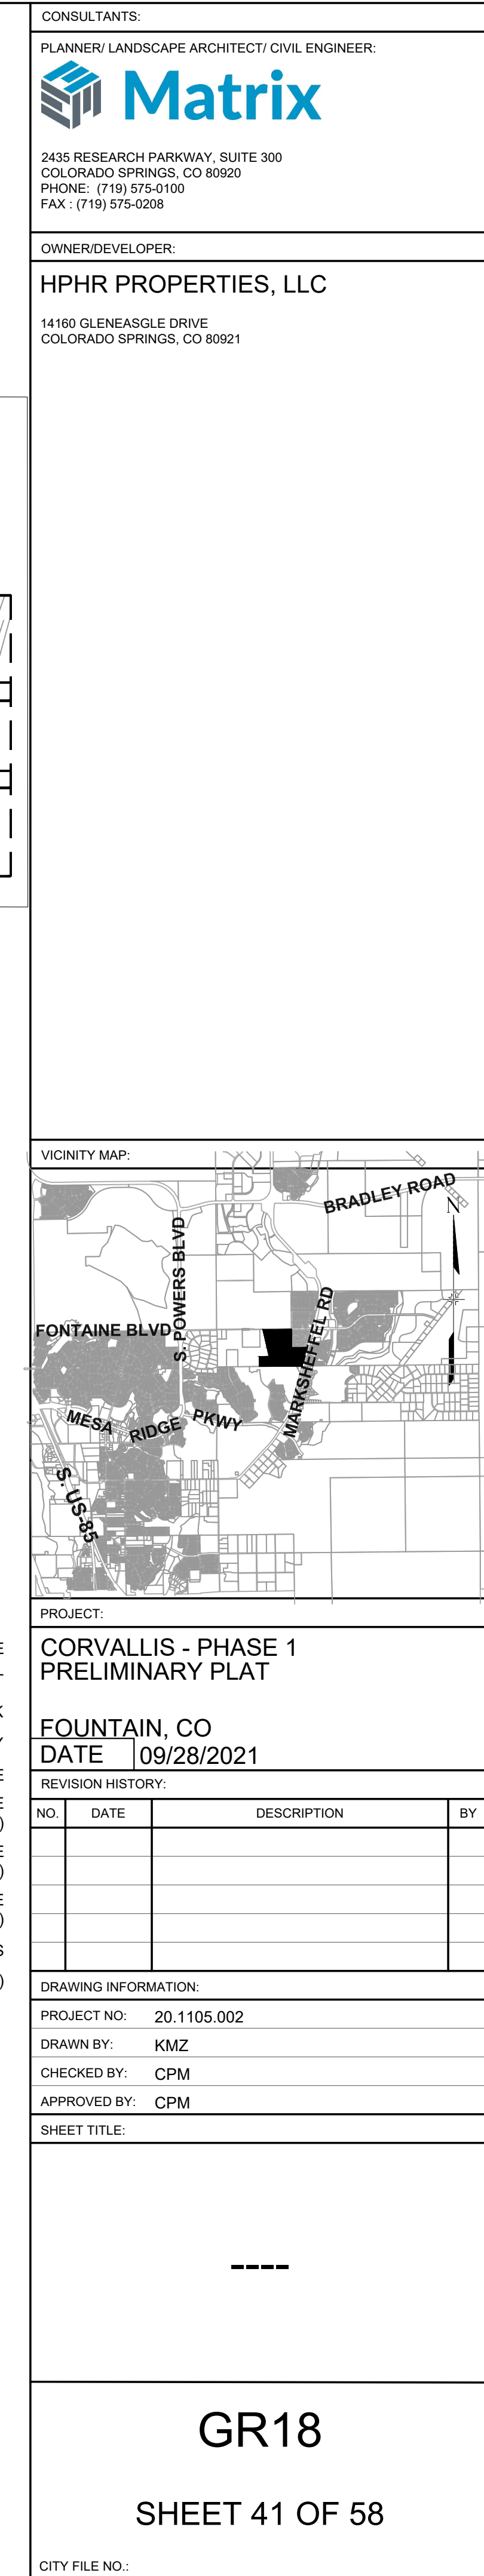 CONSULTANTS:
PLANNER/ LANDSCAPE ARCHITECT/ CIVIL ENGINEER:
Matrix
2435 RESEARCH PARKWAY, SUITE 300
COLORADO SPRINGS, CO 80920
PHONE: (719) 575-0100
FAX : (719) 575-0208
OWNER/DEVELOPER:
HPHR PROPERTIES, LLC
14160 GLENEASGLE DRIVE
COLORADO SPRINGS, CO 80921
VICINITY MAP:
BRADLEY ROAD
N
S. POWERS BLVD
FONTAINE BLVD
MARKSHEFFEL RD
MESA RIDGE PKWY
S. US-85
PROJECT:
CORVALLIS - PHASE 1
PRELIMINARY PLAT
FOUNTAIN, CO
DATE 09/28/2021
REVISION HISTORY:
NO. DATE DESCRIPTION BY
DRAWING INFORMATION:
PROJECT NO: 20.1105.002
DRAWN BY: KMZ
CHECKED BY: CPM
APPROVED BY: CPM
SHEET TITLE:
----
GR18
SHEET 41 OF 58
CITY FILE NO.: